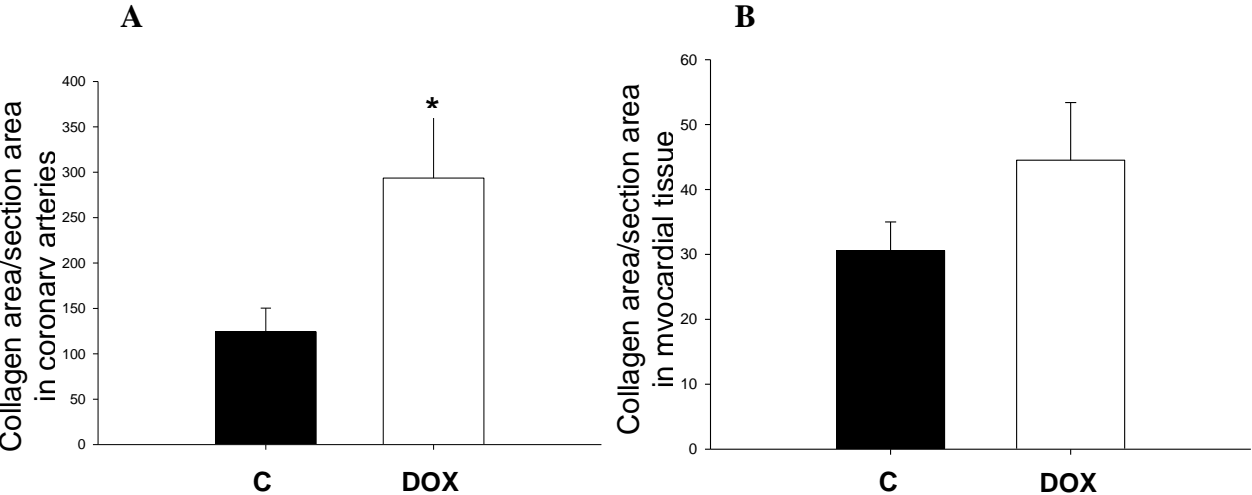 A
Collagen area/section area
in coronary arteries
400
350
300
250
200
150
100
50
0
*
C
DOX
B
Collagen area/section area
in myocardial tissue
60
50
40
30
20
10
0
C
DOX